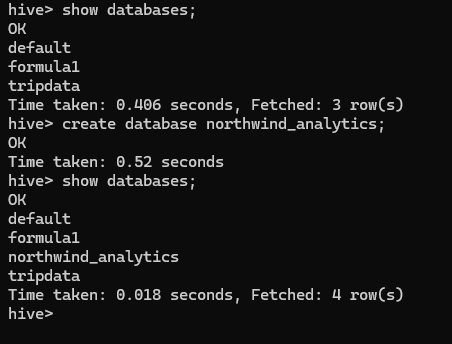 hive> show databases;
OK
default
formula1
tripdata
Time taken: 0.406 seconds, Fetched: 3 row(s)
hive> create database northwind_analytics;
OK
Time taken: 0.52 seconds
hive> show databases;
OK
default
formula1
northwind_analytics
tripdata
Time taken: 0.018 seconds, Fetched: 4 row(s)
hive>